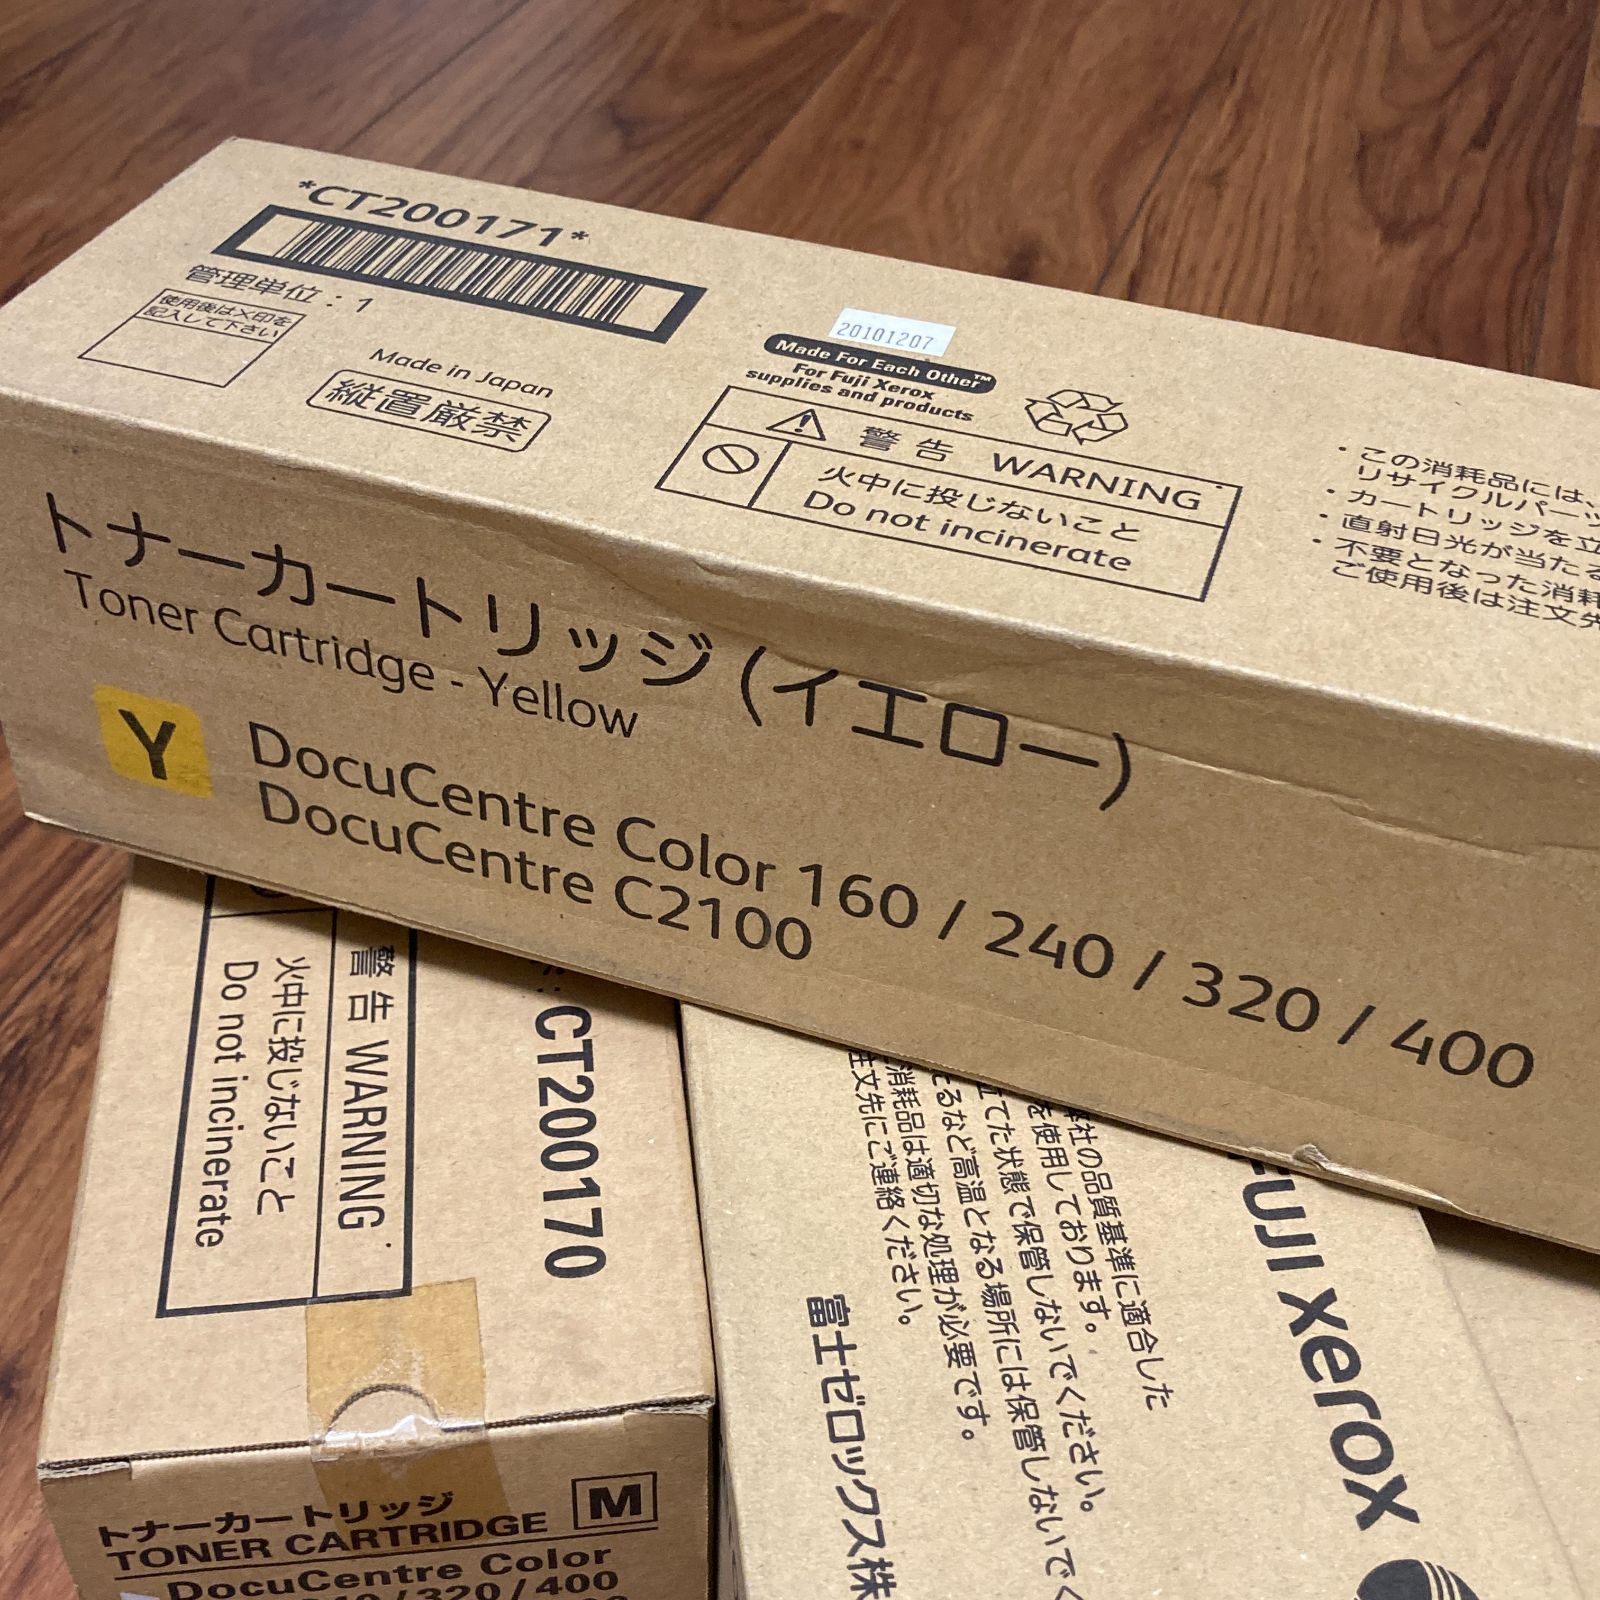 *CT200171*
管理単位：1
使用後は×印を
記入して下さい
Made in Japan
縦置厳禁
20101207
Made For Each Other™
For Fuji Xerox
supplies and products
警告 WARNING
火中に投じないこと
Do not incinerate
・この消耗品には、
リサイクルパーツ
・カートリッジを立
・直射日光が当たる
・不要となった消耗
ご使用後は注文先
トナーカートリッジ（イエロー）
Toner Cartridge - Yellow
Y
DocuCentre Color 160 / 240 / 320 / 400
DocuCentre C2100
警告 WARNING
火中に投じないこと
Do not incinerate
: CT200170
トナーカートリッジ
TONER CARTRIDGE
M
DocuCentre Color
/320/400
社の品質基準に適合した
を使用しております。
てた状態で保管しないでください。
たるなど高温となる場所には保管しないでく
消耗品は適切な処理が必要です。
注文先にご連絡ください。
富士ゼロックス株
FUJI xerox